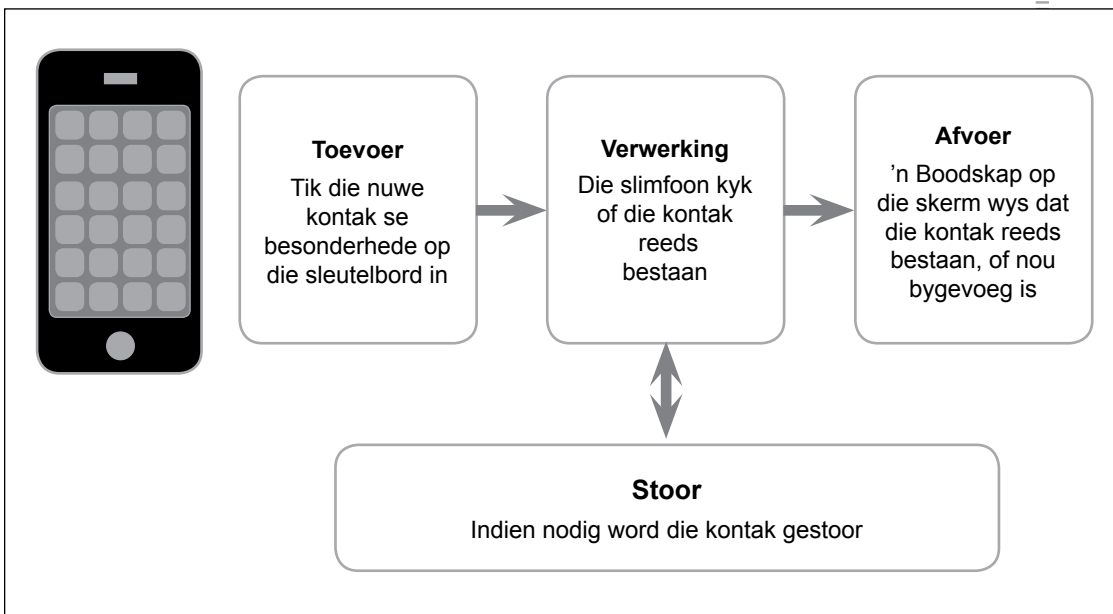 Toevoer
Tik die nuwe
kontak se
besonderhede op
die sleutelbord in
Verwerking
Die slimfoon kyk
of die kontak
reeds
bestaan
Afvoer
’n Boodskap op
die skerm wys dat
die kontak reeds
bestaan, of nou
bygevoeg is
Stoor
Indien nodig word die kontak gestoor